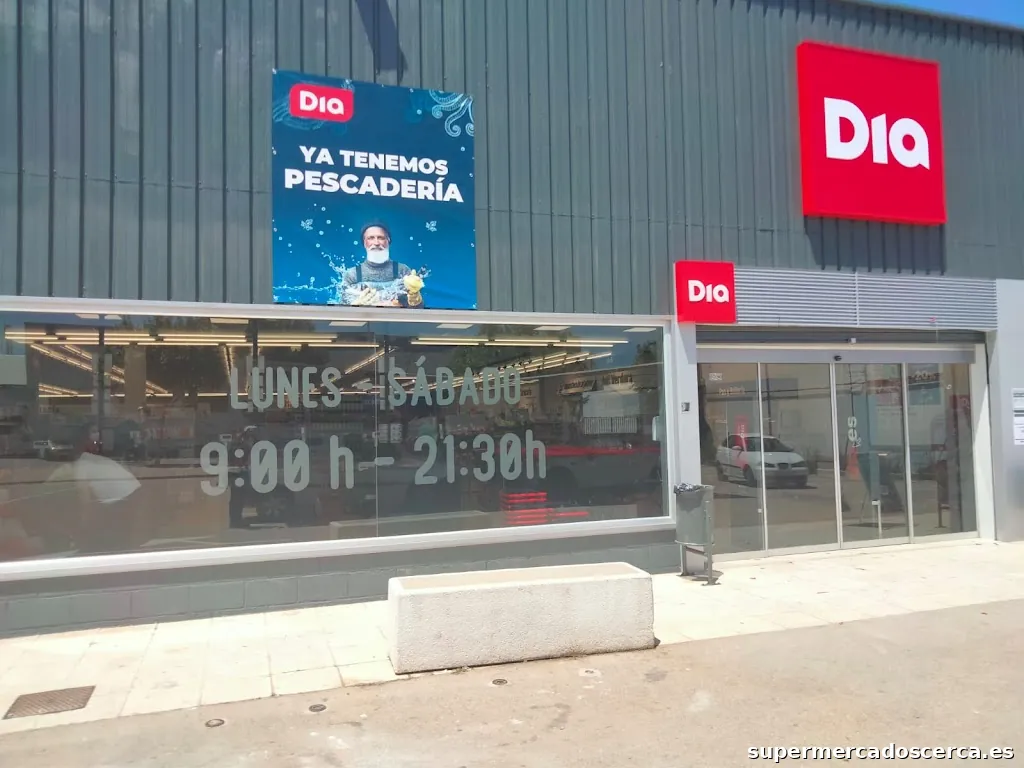 Dia
YA TENEMOS
PESCADERÍA
Dia
Dia
LUNES - SÁBADO
9:00 h - 21:30h
supermercadoscerca.es